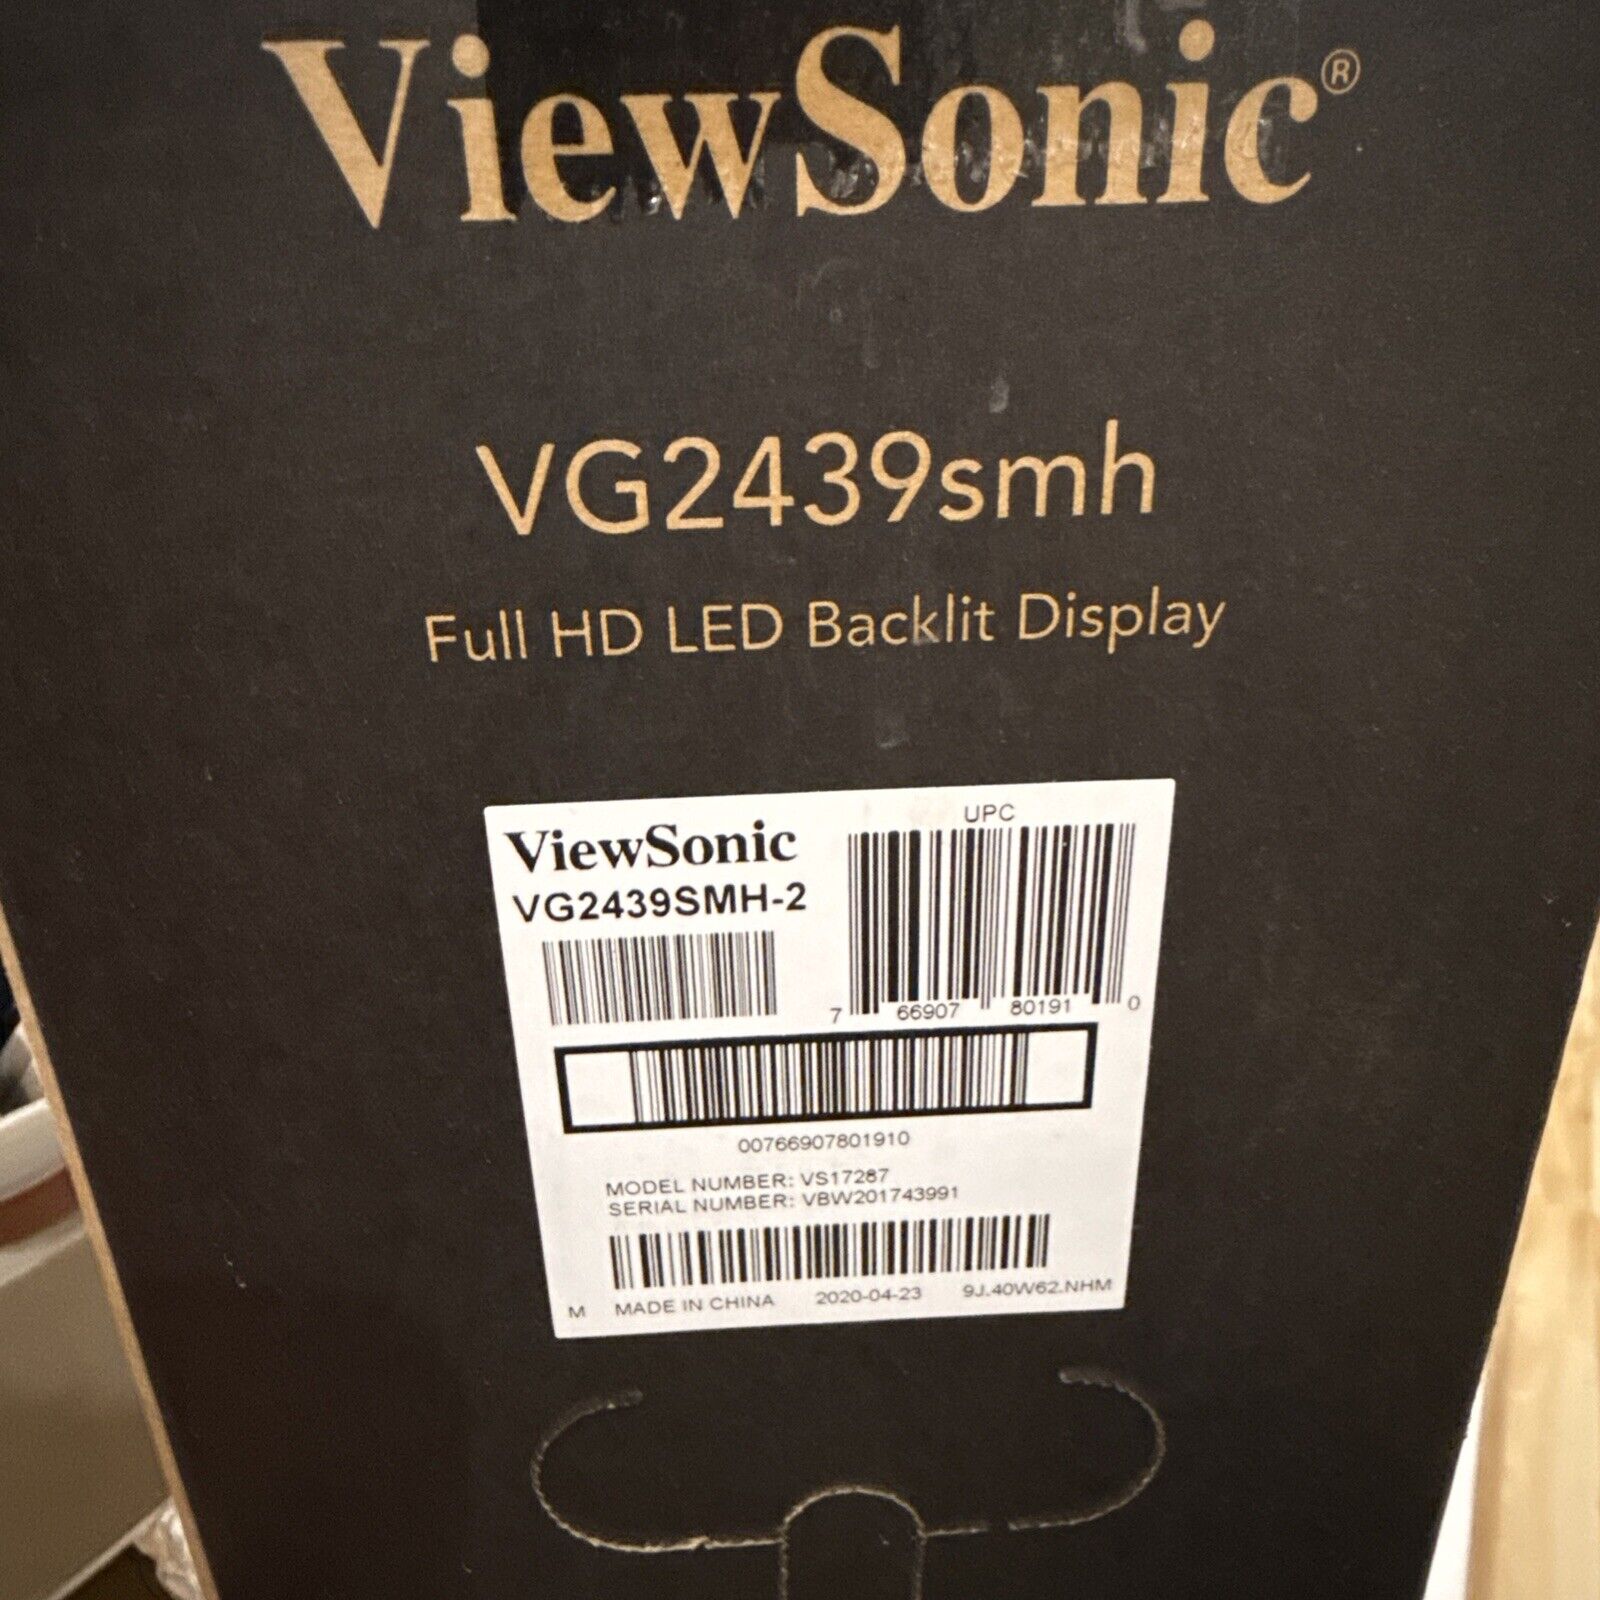 ViewSonic®
VG2439smh
Full HD LED Backlit Display
ViewSonic
VG2439SMH-2
UPC
7 66907 80191 0
00766907801910
MODEL NUMBER: VS17287
SERIAL NUMBER: VBW201743991
M MADE IN CHINA 2020-04-23 9J.40W62.NHM